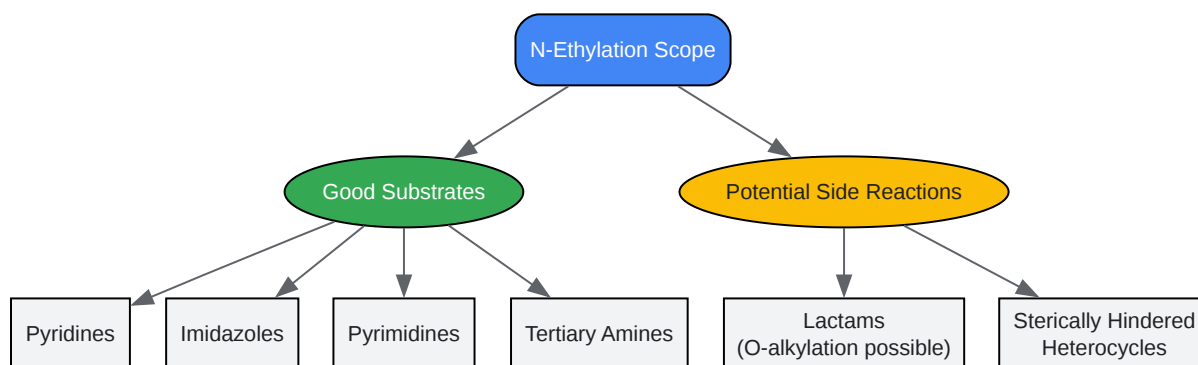 N-Ethylation Scope
Good Substrates
Potential Side Reactions
Pyridines
Imidazoles
Pyrimidines
Tertiary Amines
Lactams
(O-alkylation possible)
Sterically Hindered
Heterocycles